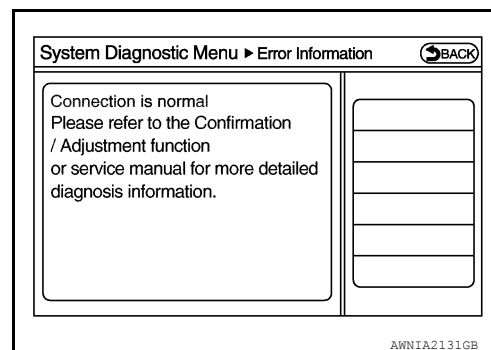 System Diagnostic Menu ▶ Error Information BACK
Connection is normal
Please refer to the Confirmation
/ Adjustment function
or service manual for more detailed
diagnosis information.
AWNIA2131GB